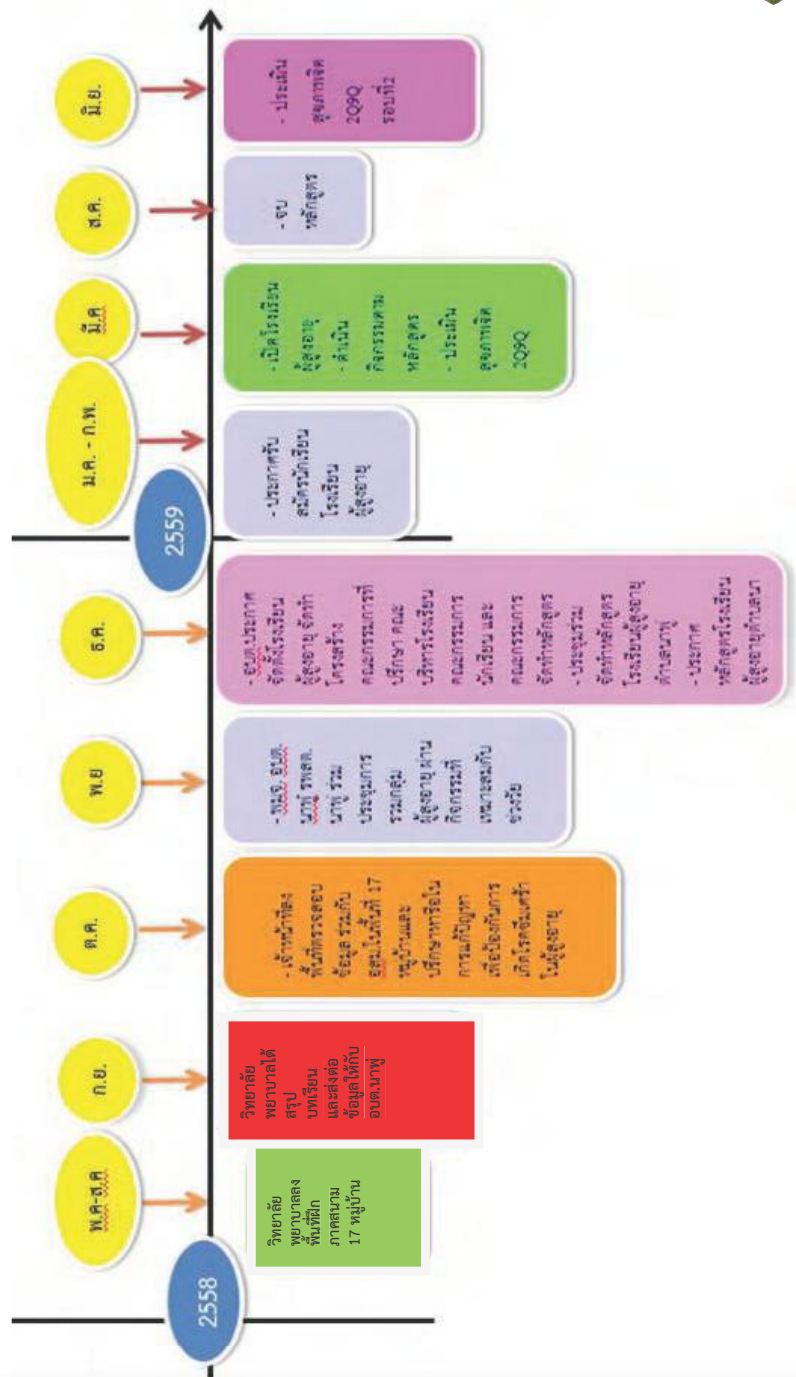 2558
พ.ค-ส.ค
วิทยาลัย
พยาบาลลง
พื้นที่ฝึก
ภาคสนาม
17 หมู่บ้าน
ก.ย.
วิทยาลัย
พยาบาลได้
สรุป
บทเรียน
และส่งต่อ
ข้อมูลให้กับ
อบต.นาพู่
ต.ค.
- เจ้าหน้าที่ลง
พื้นที่ตรวจสอบ
ข้อมูล ร่วมกับ
อสม.ในพื้นที่ 17
หมู่บ้านและ
ปรึกษาหารือใน
การแก้ปัญหา
เพื่อป้องกันการ
เกิดโรคซึมเศร้า
ในผู้สูงอายุ
พ.ย
- พมจ. อบต.
นาพู่ รพสต.
นาพู่ ร่วม
ประชุมการ
รวมกลุ่ม
ผู้สูงอายุ ผ่าน
กิจกรรมที่
เหมาะสมกับ
ช่วงวัย
ธ.ค.
- อบต.ประกาศ
จัดตั้งโรงเรียน
ผู้สูงอายุ จัดทำ
โครงสร้าง
คณะกรรมการที่
ปรึกษา คณะ
บริหารโรงเรียน
คณะกรรมการ
นักเรียน และ
คณะกรรมการ
จัดทำหลักสูตร
- ประชุมร่วม
จัดทำหลักสูตร
โรงเรียนผู้สูงอายุ
ตำบลนาพู่
- ประกาศ
หลักสูตรโรงเรียน
ผู้สูงอายุตำบลนา
2559
ม.ค. - ก.พ.
- ประกาศรับ
สมัครนักเรียน
โรงเรียน
ผู้สูงอายุ
มี.ค
- เปิดโรงเรียน
ผู้สูงอายุ
- ดำเนิน
กิจกรรมตาม
หลักสูตร
- ประเมิน
สุขภาพจิต
2Q9Q
ส.ค.
- จบ
หลักสูตร
มิ.ย.
- ประเมิน
สุขภาพจิต
2Q9Q
รอบที่2